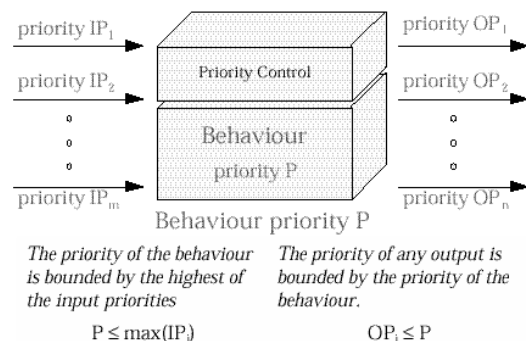 priority IP1
priority OP1
Priority Control
priority IP2
priority OP2
Behaviour
priority P
priority IPm
priority OPn
Behaviour priority P
The priority of the behaviour
is bounded by the highest of
the input priorities
P ≤ max(IPi)
The priority of any output is
bounded by the priority of the
behaviour.
OPi ≤ P